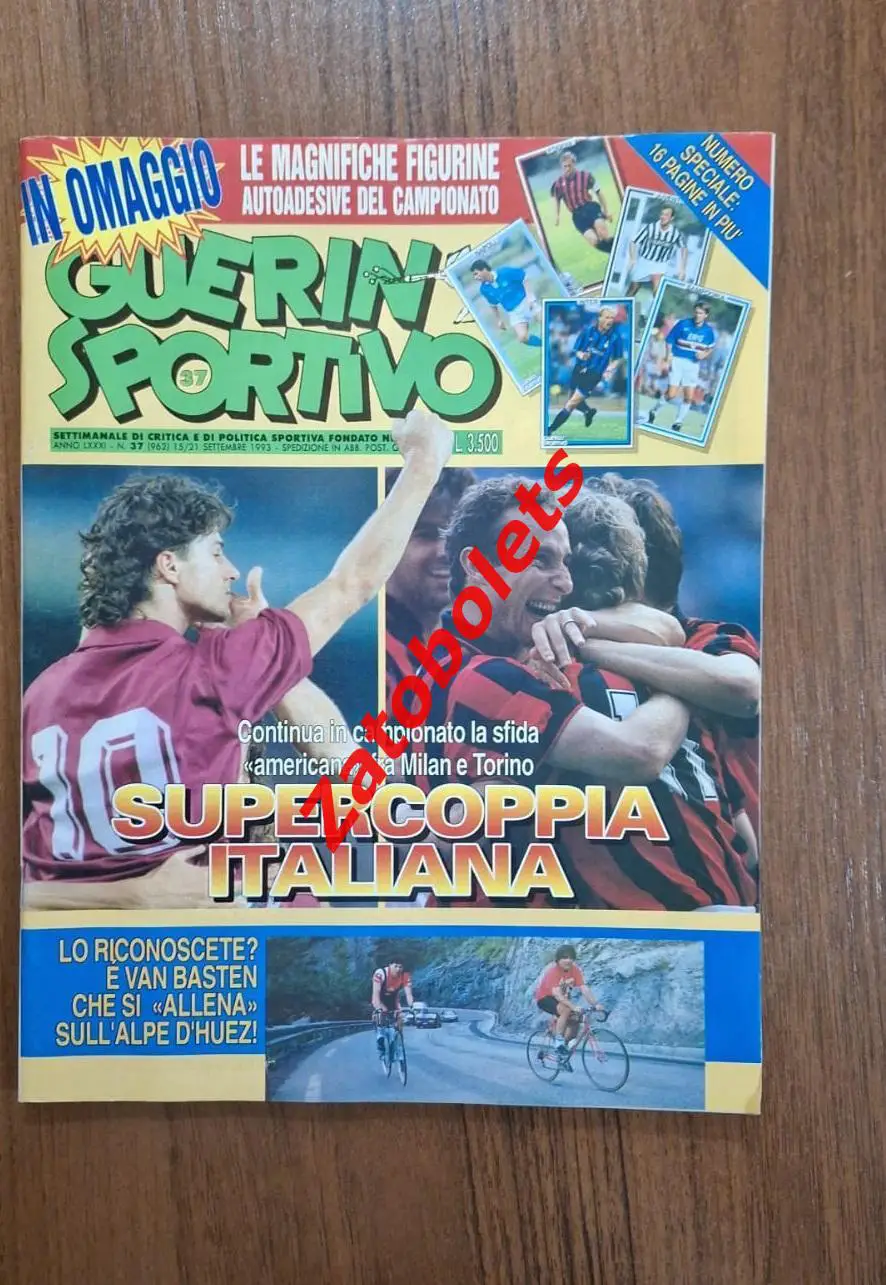 IN OMAGGIO
LE MAGNIFICHE FIGURINE
AUTOADESIVE DEL CAMPIONATO
NUMERO
SPECIALE:
16 PAGINE IN PIU'
GUERIN
SPORTIVO
37
SETTIMANALE DI CRITICA E DI POLITICA SPORTIVA FONDATO
ANNO LXXXI - N. 37 (962) 15/21 SETTEMBRE 1993 - SPEDIZIONE IN ABB. POST.
L. 3.500
10
11
Continua in campionato la sfida
«americana» fra Milan e Torino
SUPERCOPPIA
ITALIANA
LO RICONOSCETE?
É VAN BASTEN
CHE SI «ALLENA»
SULL'ALPE D'HUEZ!
Zatobolets